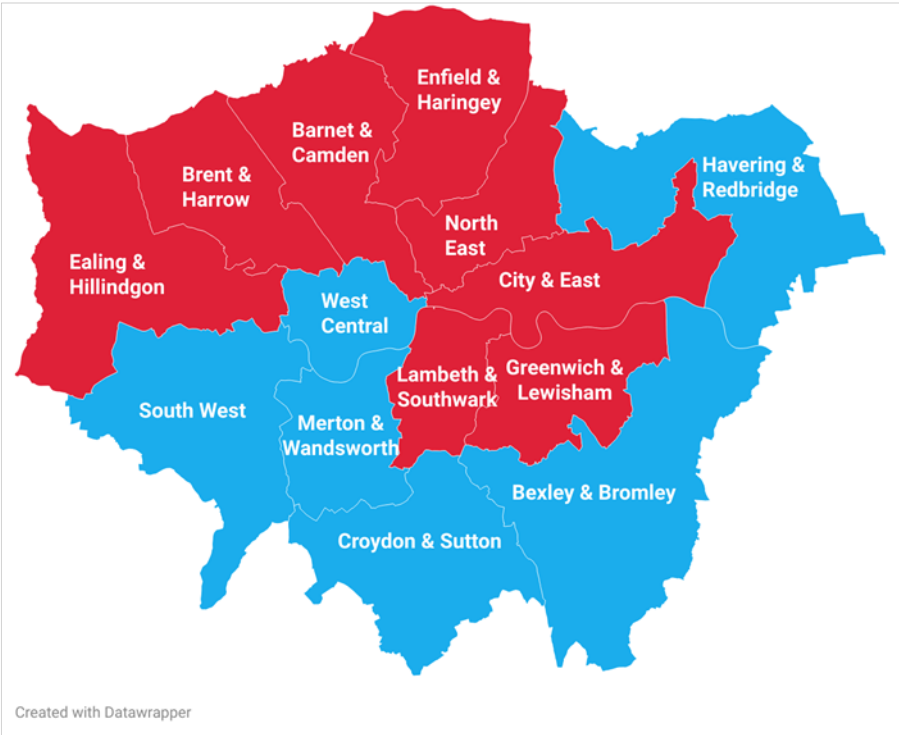 Enfield &
Haringey
Barnet &
Camden
Brent &
Harrow
Havering &
Redbridge
North
East
Ealing &
Hillindgon
City & East
West
Central
Lambeth &
Southwark
Greenwich &
Lewisham
South West
Merton &
Wandsworth
Bexley & Bromley
Croydon & Sutton
Created with Datawrapper